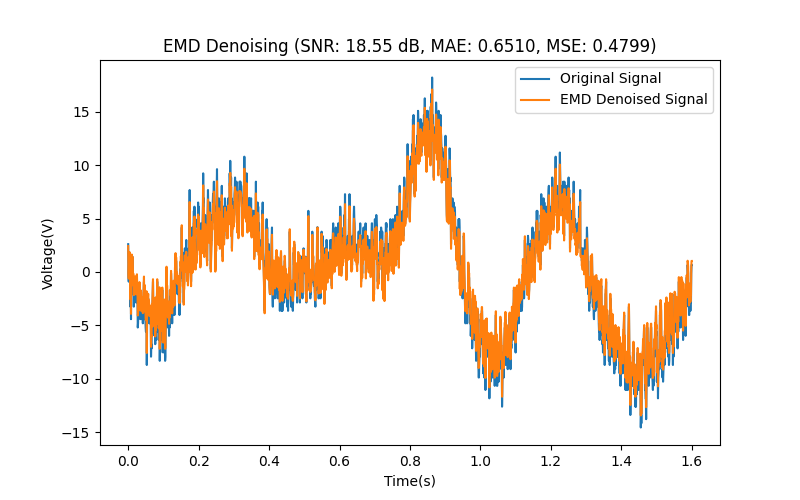 EMD Denoising (SNR: 18.55 dB, MAE: 0.6510, MSE: 0.4799)
Original Signal
EMD Denoised Signal
Voltage(V)
15
10
5
0
−5
−10
−15
0.0 0.2 0.4 0.6 0.8 1.0 1.2 1.4 1.6
Time(s)